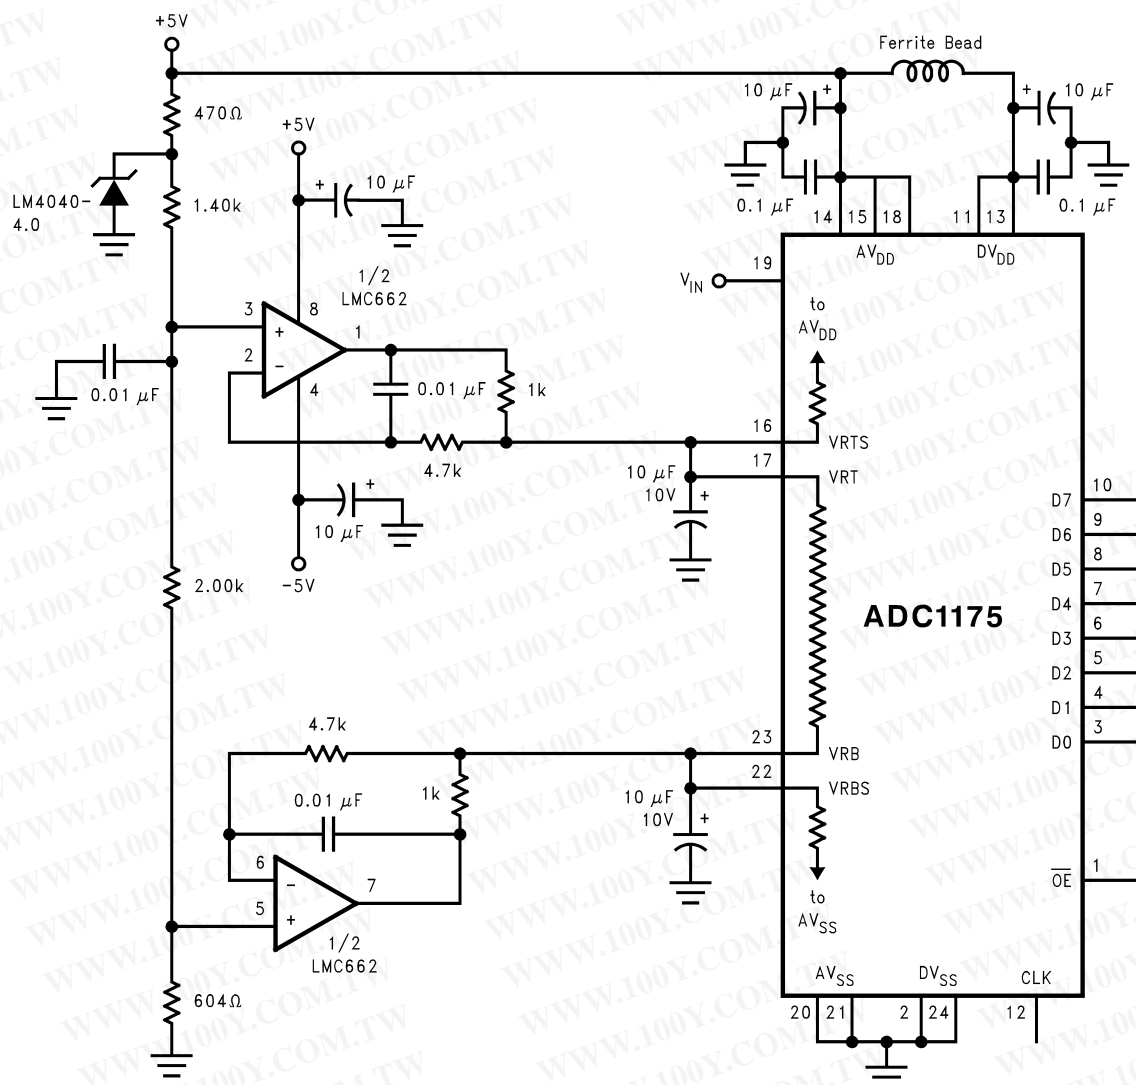 +5V
Ferrite Bead
470Ω
+5V
10 μF
+
+
10 μF
LM4040-
4.0
1.40k
+
10 μF
0.1 μF
0.1 μF
14
15
18
11
13
AVDD
DVDD
19
VIN
1/2
LMC662
3
8
1
+
2
−
4
0.01 μF
0.01 μF
1k
to
AVDD
16
VRTS
4.7k
17
VRT
10 μF
10V
+
+
10 μF
-5V
2.00k
D7
10
D6
9
D5
8
D4
7
ADC1175
D3
6
D2
5
D1
4
D0
3
4.7k
23
VRB
22
VRBS
1k
0.01 μF
10 μF
10V
+
6
−
7
5
+
1/2
LMC662
to
AVSS
OE
1
604Ω
AVSS
DVSS
CLK
20
21
2
24
12
WWW.100Y.COM.TW